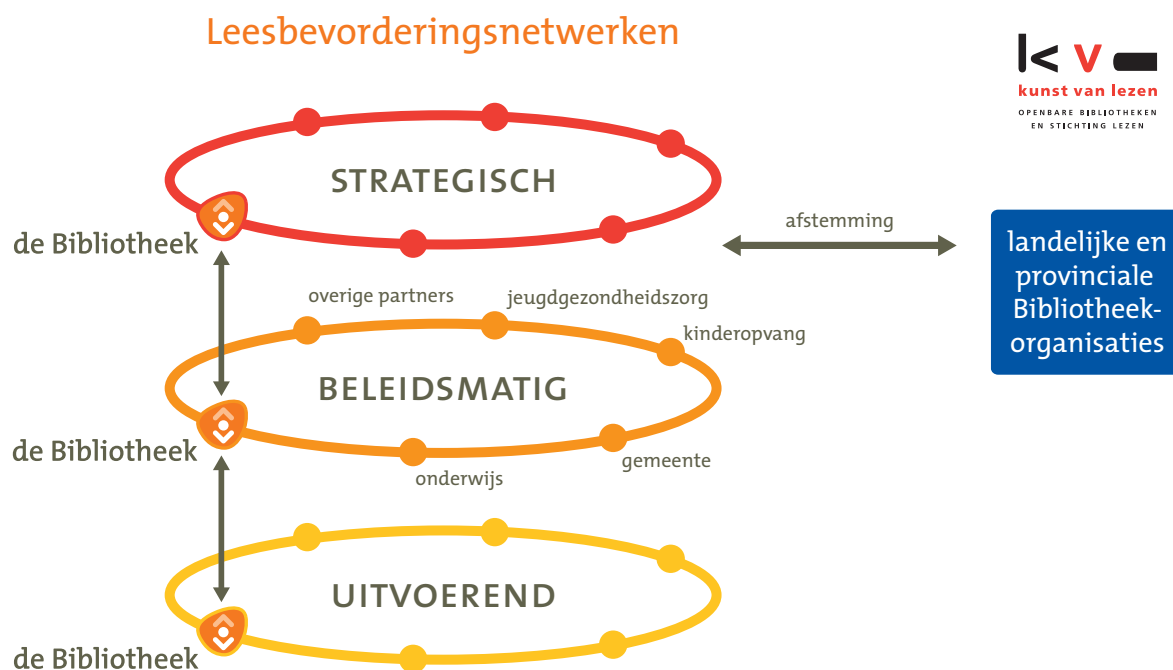 Leesbevorderingsnetwerken
kv
kunst van lezen
OPENBARE BIBLIOTHEKEN
EN STICHTING LEZEN
STRATEGISCH
de Bibliotheek
afstemming
landelijke en
provinciale
Bibliotheek-
organisaties
overige partners
jeugdgezondheidszorg
kinderopvang
BELEIDSMATIG
de Bibliotheek
onderwijs
gemeente
UITVOEREND
de Bibliotheek